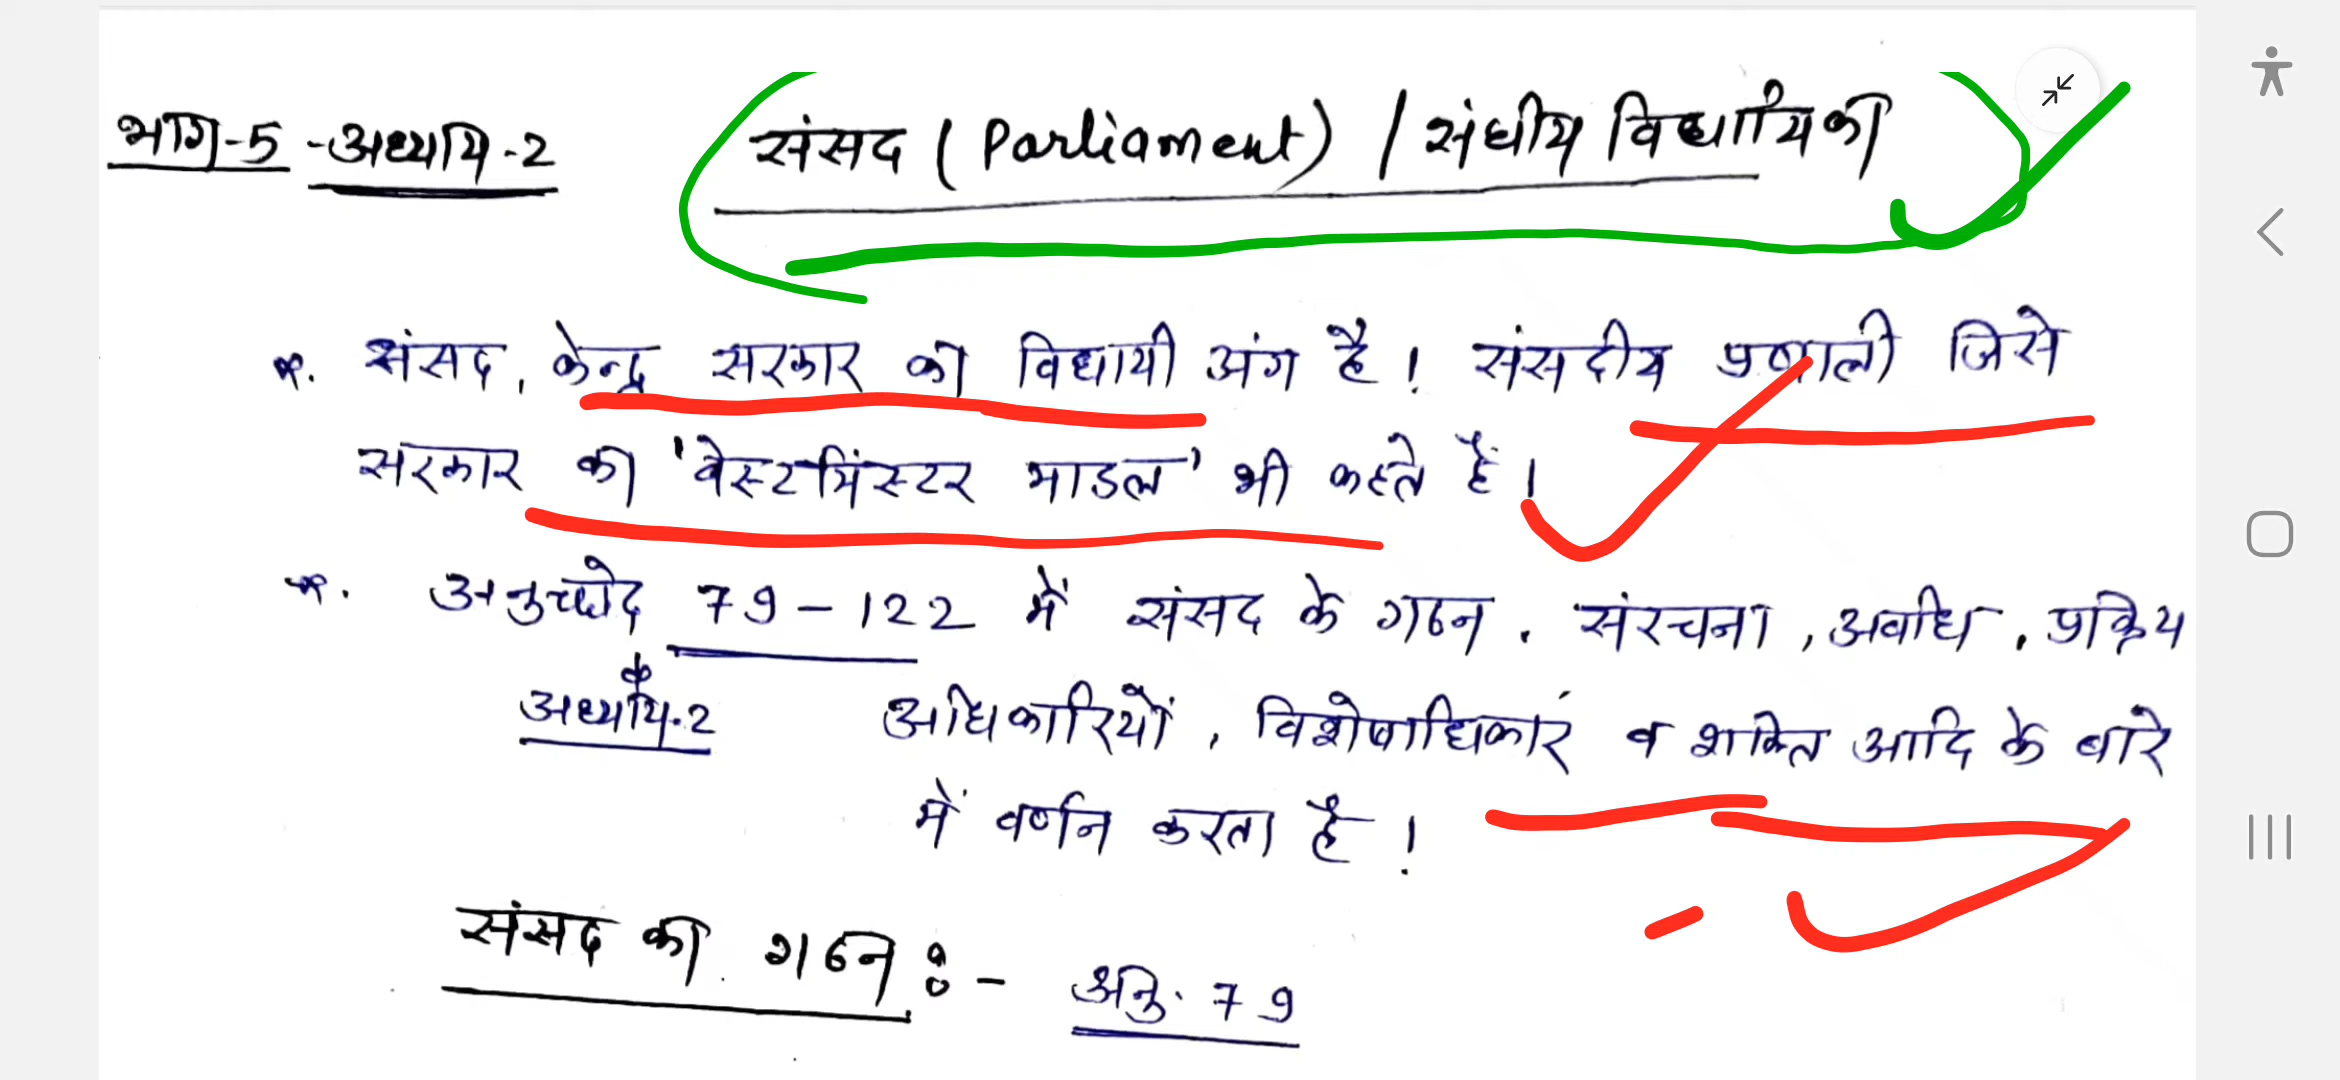 भाग-5 -अध्याय-2 संसद (Parliament) / संघीय विधायिका
*. संसद, केन्द्र सरकार का विधायी अंग है। संसदीय प्रणाली जिसे
सरकार का 'वेस्टमिंस्टर माडल' भी कहते हैं।
*. अनुच्छेद 79-122 में संसद के गठन, संरचना, अवधि, प्रक्रिय
के
अध्याय-2 अधिकारियों, विशेषाधिकार व शक्ति आदि के बारे
में वर्णन करता है।
संसद का गठन :- अनु. 79